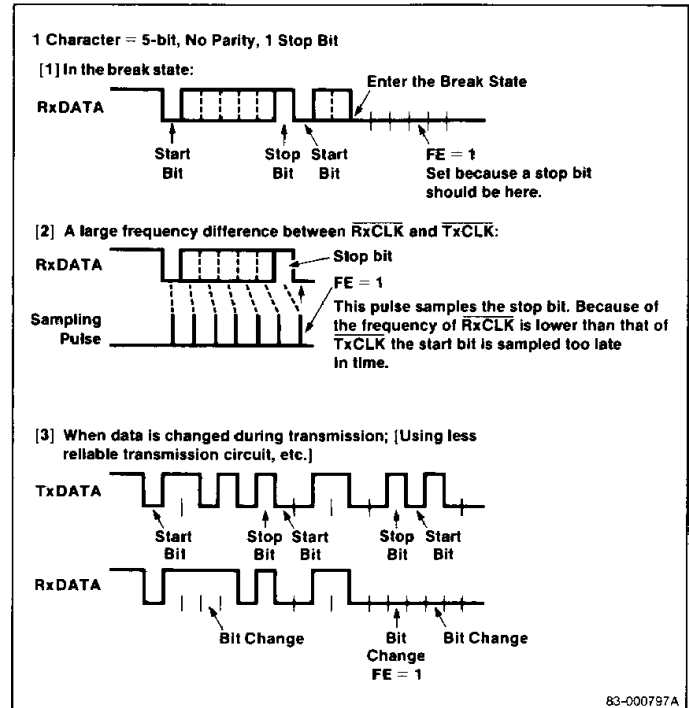 1 Character = 5-bit, No Parity, 1 Stop Bit
[1] In the break state:
Enter the Break State
RxDATA
Start Bit
Stop Bit
Start Bit
FE = 1
Set because a stop bit
should be here.
[2] A large frequency difference between RxCLK and TxCLK:
RxDATA
Stop bit
FE = 1
Sampling
Pulse
This pulse samples the stop bit. Because of
the frequency of RxCLK is lower than that of
TxCLK the start bit is sampled too late
in time.
[3] When data is changed during transmission; [Using less
reliable transmission circuit, etc.]
TxDATA
Start Bit
Stop Bit
Start Bit
Stop Bit
Start Bit
RxDATA
Bit Change
Bit Change
FE = 1
Bit Change
83-000797A